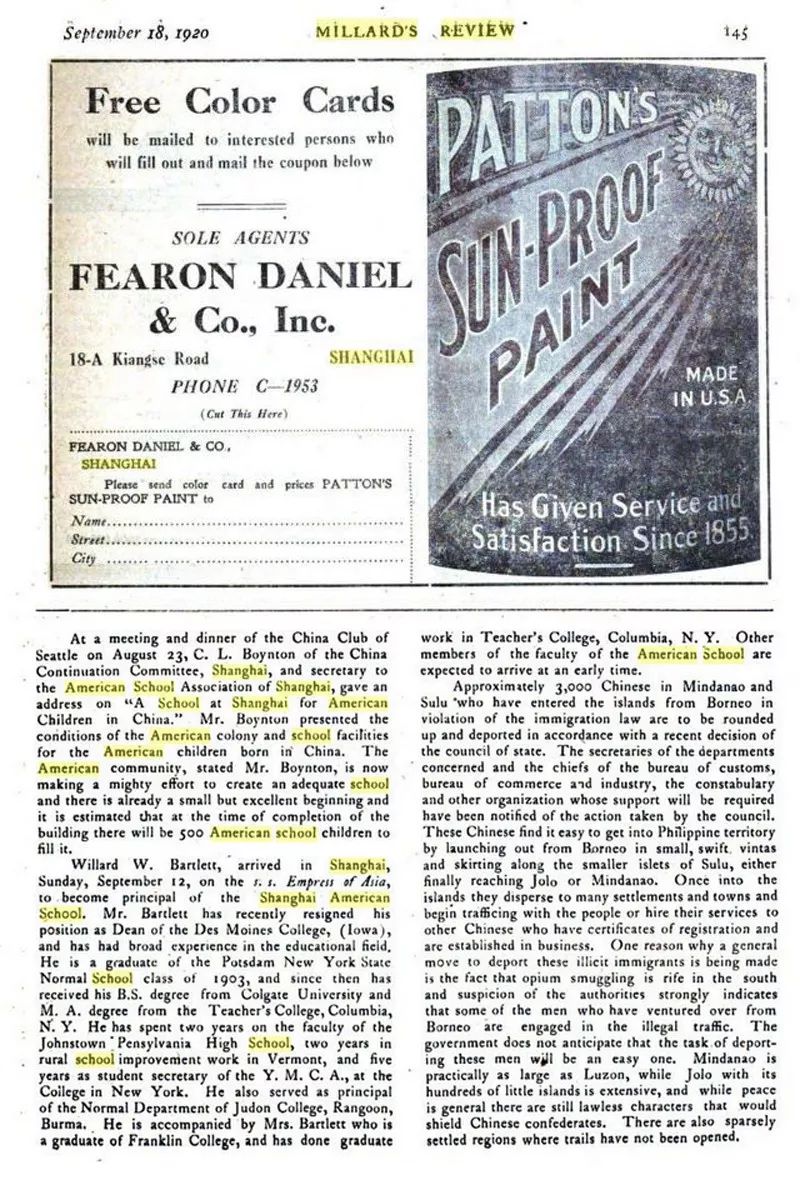 September 18, 1920
MILLARD'S REVIEW
145
Free Color Cards
will be mailed to interested persons who
will fill out and mail the coupon below
SOLE AGENTS
FEARON DANIEL
& Co., Inc.
18-A Kiangse Road SHANGHAI
PHONE C—1953
(Cut This Here)
FEARON DANIEL & CO.,
SHANGHAI
Please send color card and prices PATTON'S
SUN-PROOF PAINT to
Name
Street
City
PATTON'S
SUN-PROOF
PAINT
MADE
IN U.S.A.
Has Given Service and
Satisfaction Since 1855
At a meeting and dinner of the China Club of
Seattle on August 23, C. L. Boynton of the China
Continuation Committee, Shanghai, and secretary to
the American School Association of Shanghai, gave an
address on "A School at Shanghai for American
Children in China." Mr. Boynton presented the
conditions of the American colony and school facilities
for the American children born in China. The
American community, stated Mr. Boynton, is now
making a mighty effort to create an adequate school
and there is already a small but excellent beginning and
it is estimated that at the time of completion of the
building there will be 500 American school children to
fill it.
Willard W. Bartlett, arrived in Shanghai,
Sunday, September 12, on the s. s. Empress of Asia,
to become principal of the Shanghai American
School. Mr. Bartlett has recently resigned his
position as Dean of the Des Moines College, (Iowa),
and has had broad experience in the educational field.
He is a graduate of the Potsdam New York State
Normal School class of 1903, and since then has
received his B.S. degree from Colgate University and
M. A. degree from the Teacher's College, Columbia,
N. Y. He has spent two years on the faculty of the
Johnstown Pensylvania High School, two years in
rural school improvement work in Vermont, and five
years as student secretary of the Y. M. C. A., at the
College in New York. He also served as principal
of the Normal Department of Judon College, Rangoon,
Burma. He is accompanied by Mrs. Bartlett who is
a graduate of Franklin College, and has done graduate
work in Teacher's College, Columbia, N. Y. Other
members of the faculty of the American School are
expected to arrive at an early time.
Approximately 3,000 Chinese in Mindanao and
Sulu who have entered the islands from Borneo in
violation of the immigration law are to be rounded
up and deported in accordance with a recent decision of
the council of state. The secretaries of the departments
concerned and the chiefs of the bureau of customs,
bureau of commerce and industry, the constabulary
and other organization whose support will be required
have been notified of the action taken by the council.
These Chinese find it easy to get into Philippine territory
by launching out from Borneo in small, swift vintas
and skirting along the smaller islets of Sulu, either
finally reaching Jolo or Mindanao. Once into the
islands they disperse to many settlements and towns and
begin trafficing with the people or hire their services to
other Chinese who have certificates of registration and
are established in business. One reason why a general
move to deport these illicit immigrants is being made
is the fact that opium smuggling is rife in the south
and suspicion of the authorities strongly indicates
that some of the men who have ventured over from
Borneo are engaged in the illegal traffic. The
government does not anticipate that the task of deport-
ing these men will be an easy one. Mindanao is
practically as large as Luzon, while Jolo with its
hundreds of little islands is extensive, and while peace
is general there are still lawless characters that would
shield Chinese confederates. There are also sparsely
settled regions where trails have not been opened.